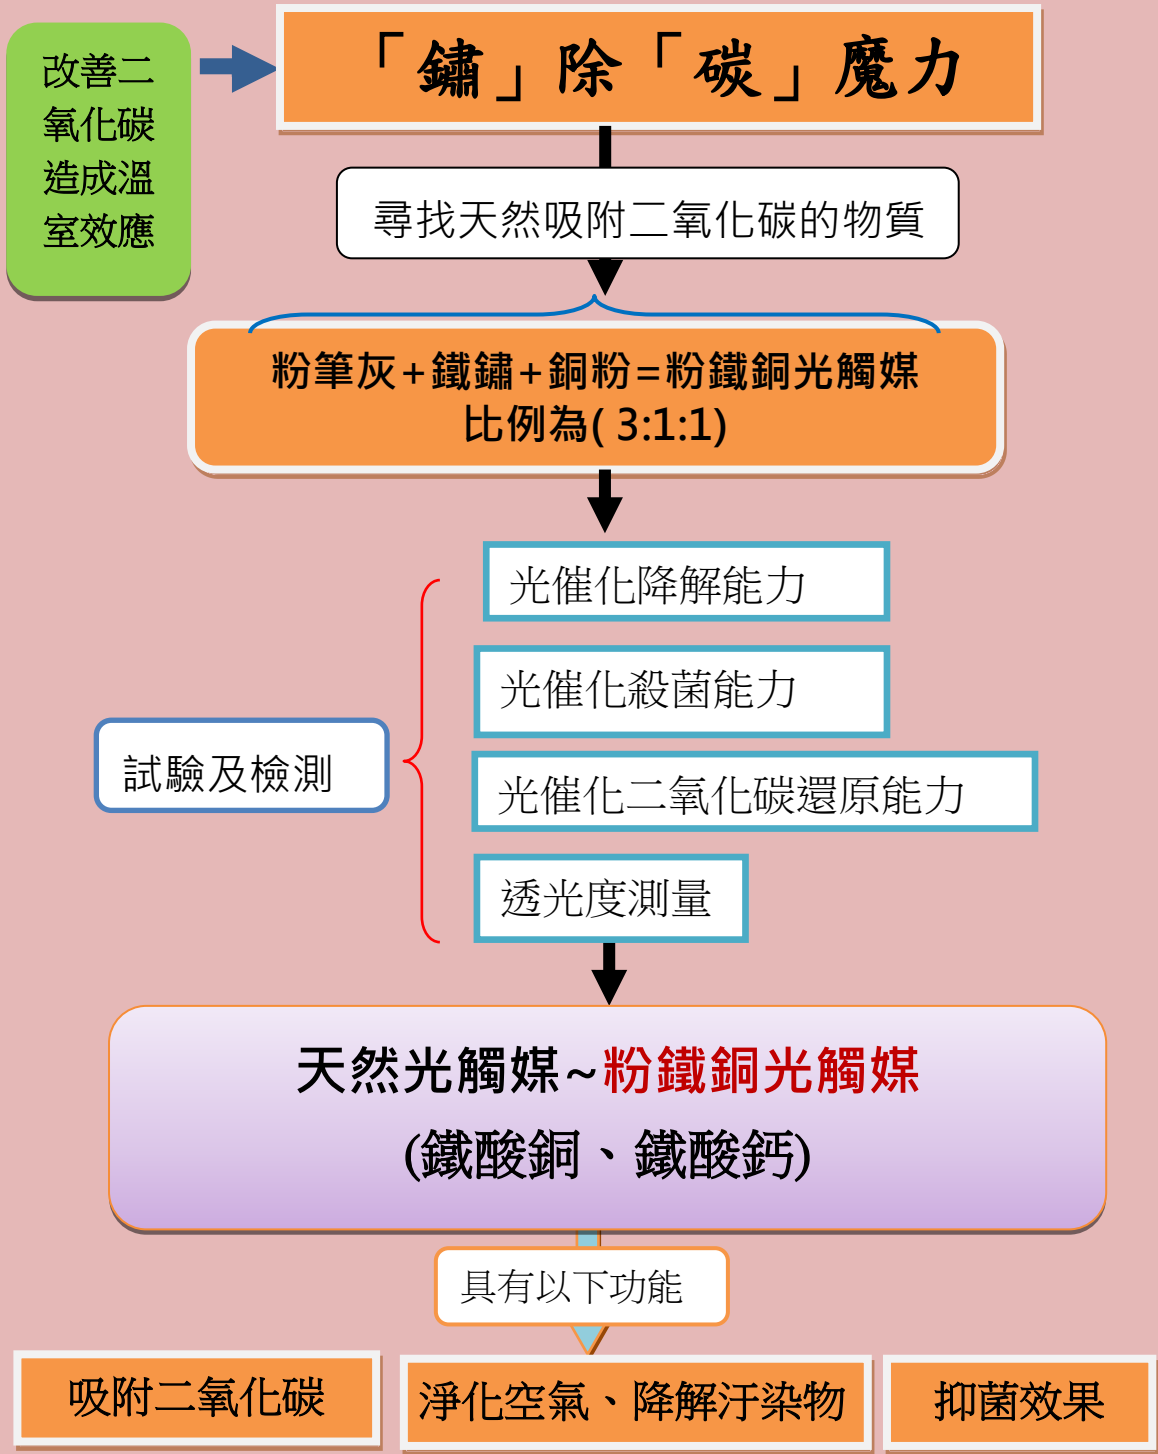 改善二
氧化碳
造成溫
室效應
「鏽」除「碳」魔力
尋找天然吸附二氧化碳的物質
粉筆灰+鐵鏽+銅粉=粉鐵銅光觸媒
比例為( 3:1:1)
光催化降解能力
光催化殺菌能力
試驗及檢測
光催化二氧化碳還原能力
透光度測量
天然光觸媒~粉鐵銅光觸媒
(鐵酸銅、鐵酸鈣)
具有以下功能
吸附二氧化碳
淨化空氣、降解汙染物
抑菌效果